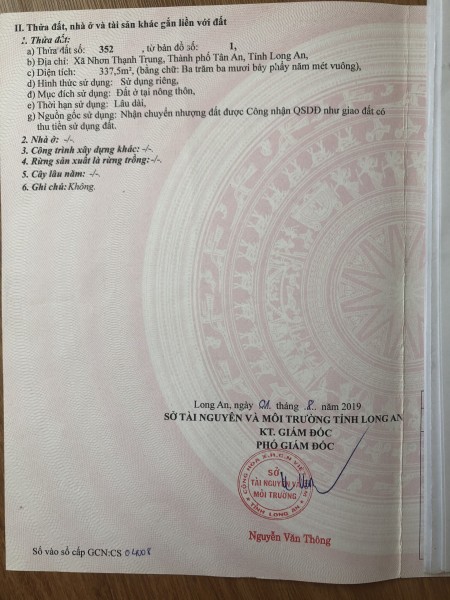 II. Thửa đất, nhà ở và tài sản khác gắn liền với đất
1. Thửa đất:
a) Thửa đất số: 352 , tờ bản đồ số: 1,
b) Địa chỉ: Xã Nhơn Thạnh Trung, Thành phố Tân An, Tỉnh Long An,
c) Diện tích: 337,5m², (bằng chữ: Ba trăm ba mươi bảy phẩy năm mét vuông),
d) Hình thức sử dụng: Sử dụng riêng,
đ) Mục đích sử dụng: Đất ở tại nông thôn,
e) Thời hạn sử dụng: Lâu dài,
g) Nguồn gốc sử dụng: Nhận chuyển nhượng đất được Công nhận QSDĐ như giao đất có
thu tiền sử dụng đất.
2. Nhà ở: -/-.
3. Công trình xây dựng khác: -/-.
4. Rừng sản xuất là rừng trồng: -/-.
5. Cây lâu năm: -/-.
6. Ghi chú: Không.
Long An, ngày 01 tháng 8 năm 2019
SỞ TÀI NGUYÊN VÀ MÔI TRƯỜNG TỈNH LONG AN
KT. GIÁM ĐỐC
PHÓ GIÁM ĐỐC
CỘNG HÒA X.H.C.N VIỆT
SỞ
TÀI NGUYÊN VÀ
MÔI TRƯỜNG
TỈNH LONG AN
Nguyễn Văn Thông
Số vào sổ cấp GCN:CS